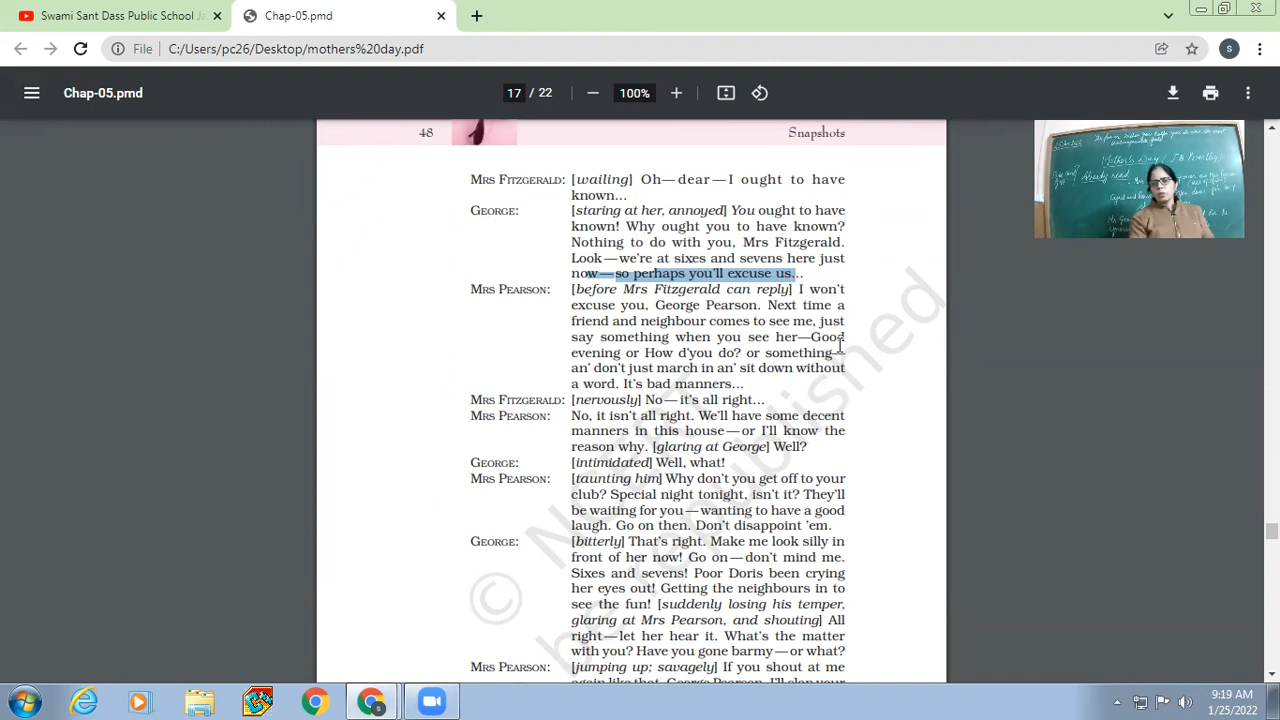 Swami Sant Dass Public School Ja
Chap-05.pmd
File
C:/Users/pc26/Desktop/mothers%20day.pdf
S
Chap-05.pmd
17 / 22
100%
48
Snapshots
MRS FITZGERALD: [wailing] Oh—dear—I ought to have
known...
GEORGE: [staring at her, annoyed] You ought to have
known! Why ought you to have known?
Nothing to do with you, Mrs Fitzgerald.
Look—we're at sixes and sevens here just
now—so perhaps you'll excuse us...
MRS PEARSON: [before Mrs Fitzgerald can reply] I won't
excuse you, George Pearson. Next time a
friend and neighbour comes to see me, just
say something when you see her—Good
evening or How d'you do? or something—
an' don't just march in an' sit down without
a word. It's bad manners...
MRS FITZGERALD: [nervously] No—it's all right...
MRS PEARSON: No, it isn't all right. We'll have some decent
manners in this house—or I'll know the
reason why. [glaring at George] Well?
GEORGE: [intimidated] Well, what!
MRS PEARSON: [taunting him] Why don't you get off to your
club? Special night tonight, isn't it? They'll
be waiting for you—wanting to have a good
laugh. Go on then. Don't disappoint 'em.
GEORGE: [bitterly] That's right. Make me look silly in
front of her now! Go on—don't mind me.
Sixes and sevens! Poor Doris been crying
her eyes out! Getting the neighbours in to
see the fun! [suddenly losing his temper,
glaring at Mrs Pearson, and shouting] All
right—let her hear it. What's the matter
with you? Have you gone barmy—or what?
MRS PEARSON: [jumping up; savagely] If you shout at me
again like that, George Pearson, I'll slap your
© NCERT
be republished
Mother's Day
Already read
9:19 AM
1/25/2022